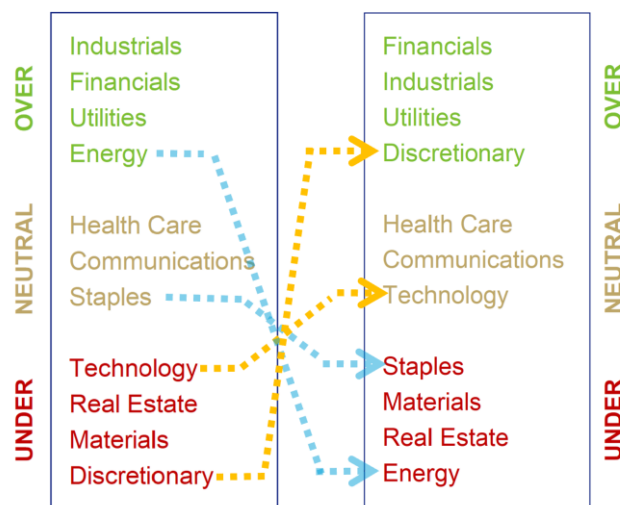 OVER
Industrials
Financials
Utilities
Energy
NEUTRAL
Health Care
Communications
Staples
UNDER
Technology
Real Estate
Materials
Discretionary
Financials
Industrials
Utilities
Discretionary
OVER
Health Care
Communications
Technology
NEUTRAL
Staples
Materials
Real Estate
Energy
UNDER